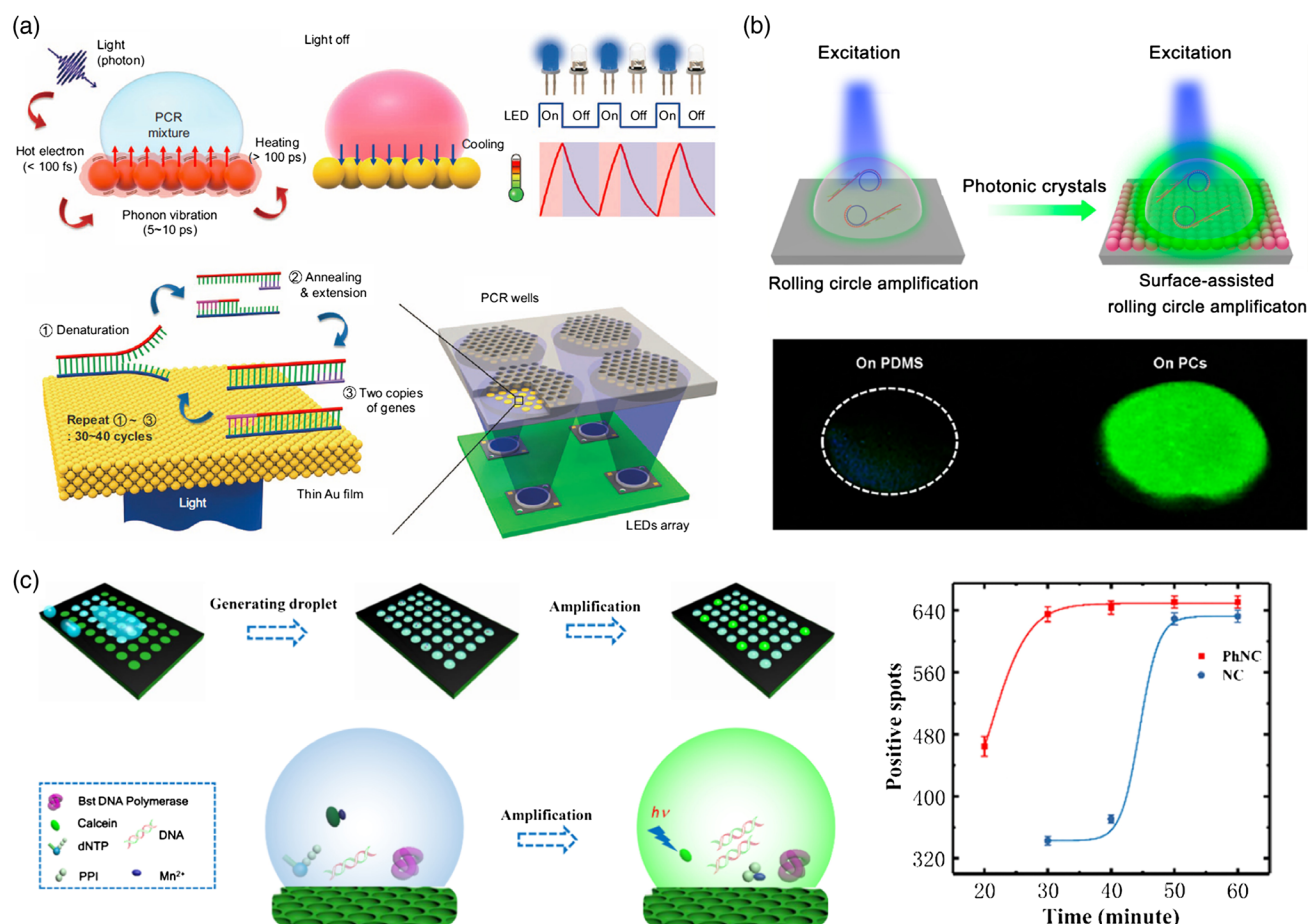 (a)
Light
(photon)
Light off
PCR
mixture
Hot electron
(< 100 fs)
Heating
(> 100 ps)
Phonon vibration
(5~10 ps)
Cooling
LED
On
Off
On
Off
On
Off
① Denaturation
② Annealing
& extension
③ Two copies
of genes
Repeat ① ~ ③
: 30~40 cycles
Light
Thin Au film
PCR wells
LEDs array
(b)
Excitation
Excitation
Photonic crystals
Rolling circle amplification
Surface-assisted
rolling circle amplificaton
On PDMS
On PCs
(c)
Generating droplet
Amplification
Bst DNA Polymerase
Calcein
DNA
dNTP
PPI
Mn²⁺
Amplification
hν
Positive spots
640
560
480
400
320
PhNC
NC
20
30
40
50
60
Time (minute)